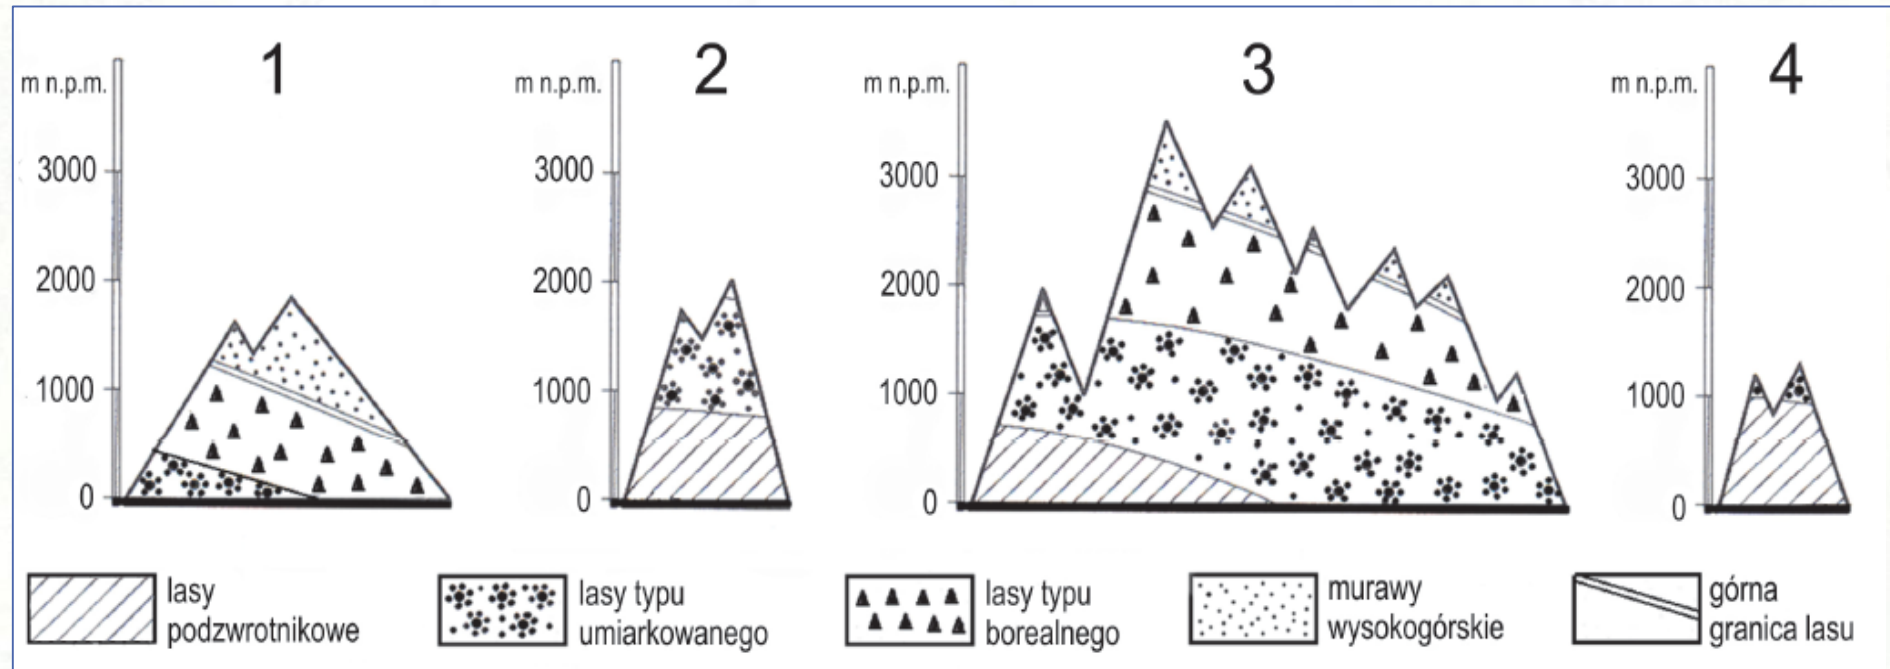 1
m n.p.m.
3000
2000
1000
0
2
m n.p.m.
3000
2000
1000
0
3
m n.p.m.
3000
2000
1000
0
4
m n.p.m.
3000
2000
1000
0
lasy
podzwrotnikowe
lasy typu
umiarkowanego
lasy typu
borealnego
murawy
wysokogórskie
górna
granica lasu